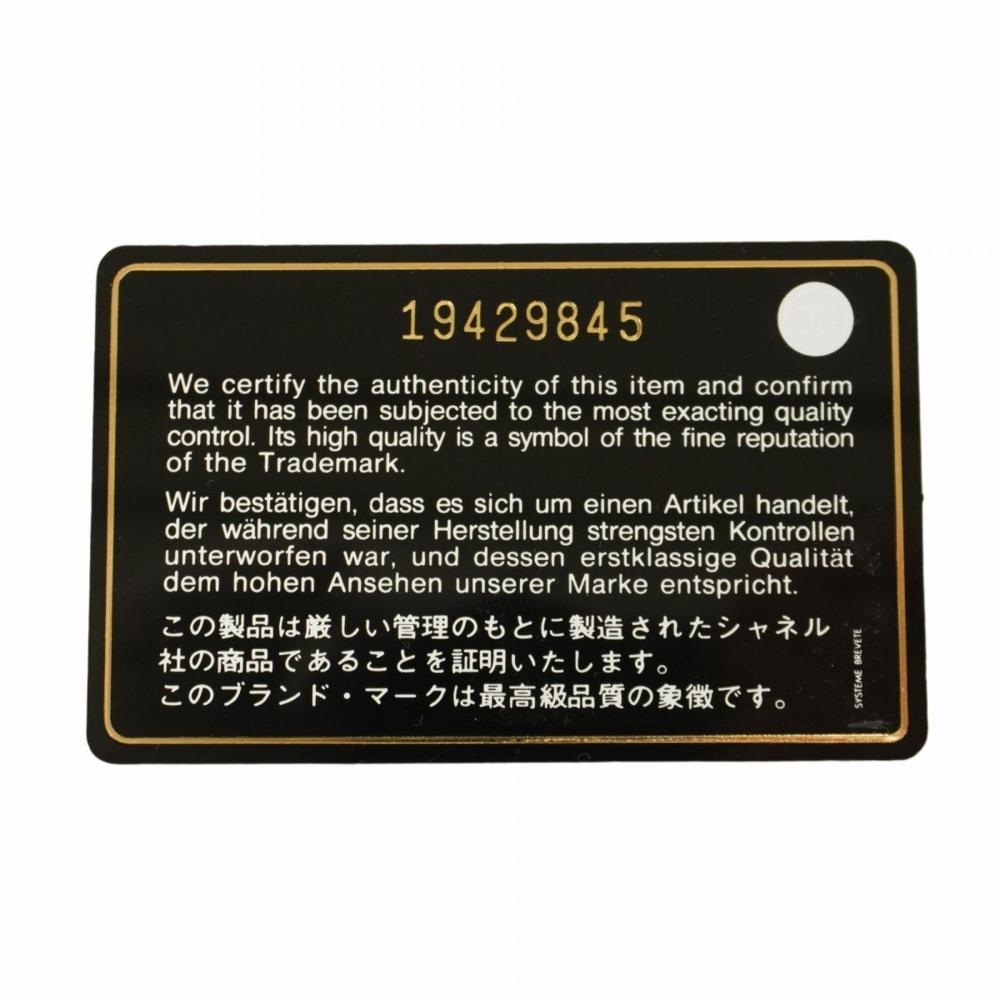 19429845
We certify the authenticity of this item and confirm
that it has been subjected to the most exacting quality
control. Its high quality is a symbol of the fine reputation
of the Trademark.
Wir bestätigen, dass es sich um einen Artikel handelt,
der während seiner Herstellung strengsten Kontrollen
unterworfen war, und dessen erstklassige Qualität
dem hohen Ansehen unserer Marke entspricht.
この製品は厳しい管理のもとに製造されたシャネル
社の商品であることを証明いたします。
このブランド・マークは最高級品質の象徴です。
SYSTEME BREVETE